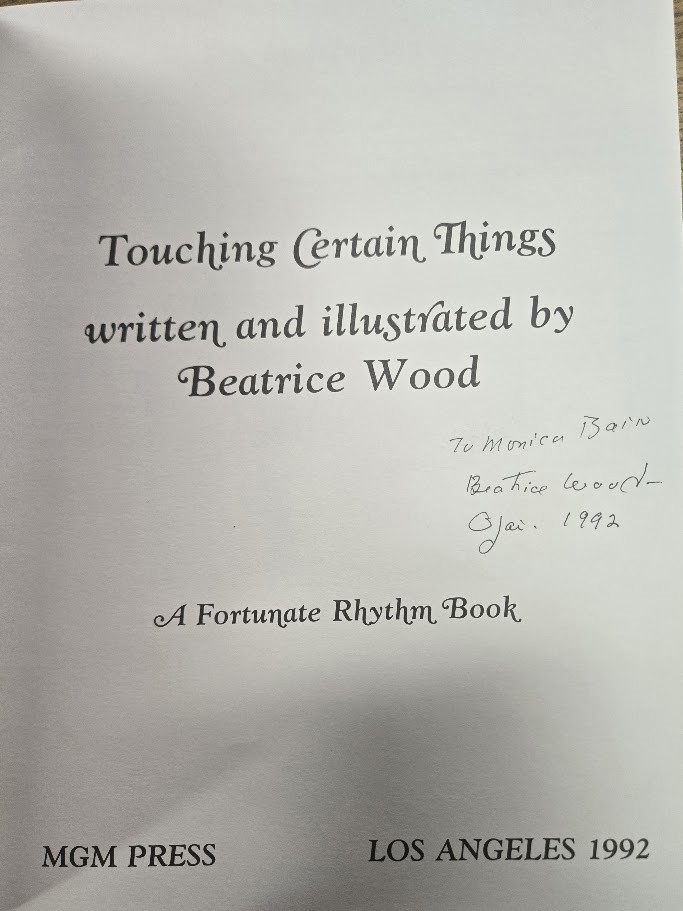 Touching Certain Things
written and illustrated by
Beatrice Wood
To Monica Bain
Beatrice Wood
Ojai. 1992
A Fortunate Rhythm Book
MGM PRESS LOS ANGELES 1992